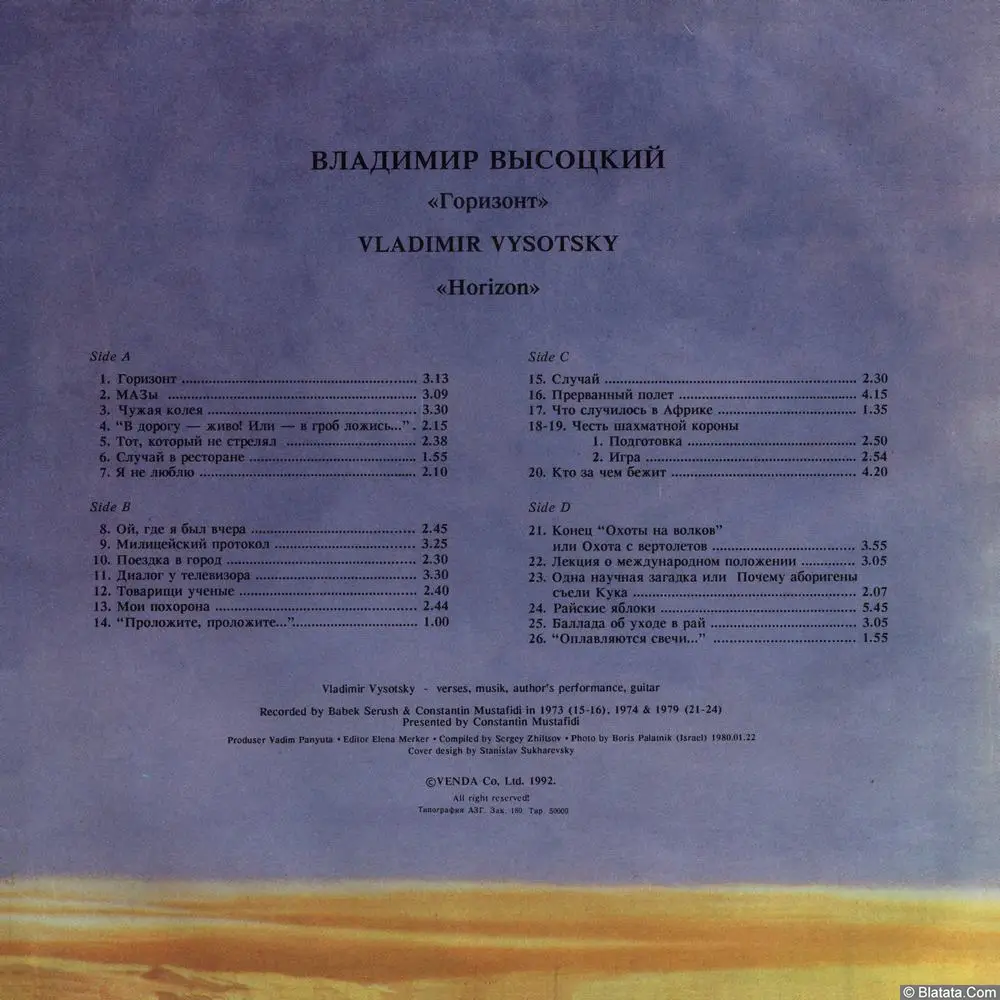 ВЛАДИМИР ВЫСОЦКИЙ
«Горизонт»
VLADIMIR VYSOTSKY
«Horizon»
Side A
1. Горизонт ........ 3.13
2. МАЗы ........ 3.09
3. Чужая колея ........ 3.30
4. “В дорогу — живо! Или — в гроб ложись...” . 2.15
5. Тот, который не стрелял ........ 2.38
6. Случай в ресторане ........ 1.55
7. Я не люблю ........ 2.10
Side B
8. Ой, где я был вчера ........ 2.45
9. Милицейский протокол ........ 3.25
10. Поездка в город ........ 2.30
11. Диалог у телевизора ........ 3.30
12. Товарищи ученые ........ 2.40
13. Мои похорона ........ 2.44
14. “Проложите, проложите...” ........ 1.00
Side C
15. Случай ........ 2.30
16. Прерванный полет ........ 4.15
17. Что случилось в Африке ........ 1.35
18-19. Честь шахматной короны
1. Подготовка ........ 2.50
2. Игра ........ 2.54
20. Кто за чем бежит ........ 4.20
Side D
21. Конец “Охоты на волков”
или Охота с вертолетов ........ 3.55
22. Лекция о международном положении ........ 3.05
23. Одна научная загадка или Почему аборигены
съели Кука ........ 2.07
24. Райские яблоки ........ 5.45
25. Баллада об уходе в рай ........ 3.05
26. “Оплавляются свечи...” ........ 1.55
Vladimir Vysotsky - verses, musik, author's performance, guitar
Recorded by Babek Serush & Constantin Mustafidi in 1973 (15-16), 1974 & 1979 (21-24)
Presented by Constantin Mustafidi
Produser Vadim Panyuta • Editor Elena Merker • Compiled by Sergey Zhiltsov • Photo by Boris Palatnik (Israel) 1980.01.22
Cover desigh by Stanislav Sukharevsky
©VENDA Co, Ltd. 1992.
All right reserved!
Типография АЗГ. Зак. 180. Тир. 50000
© Blatata.Com